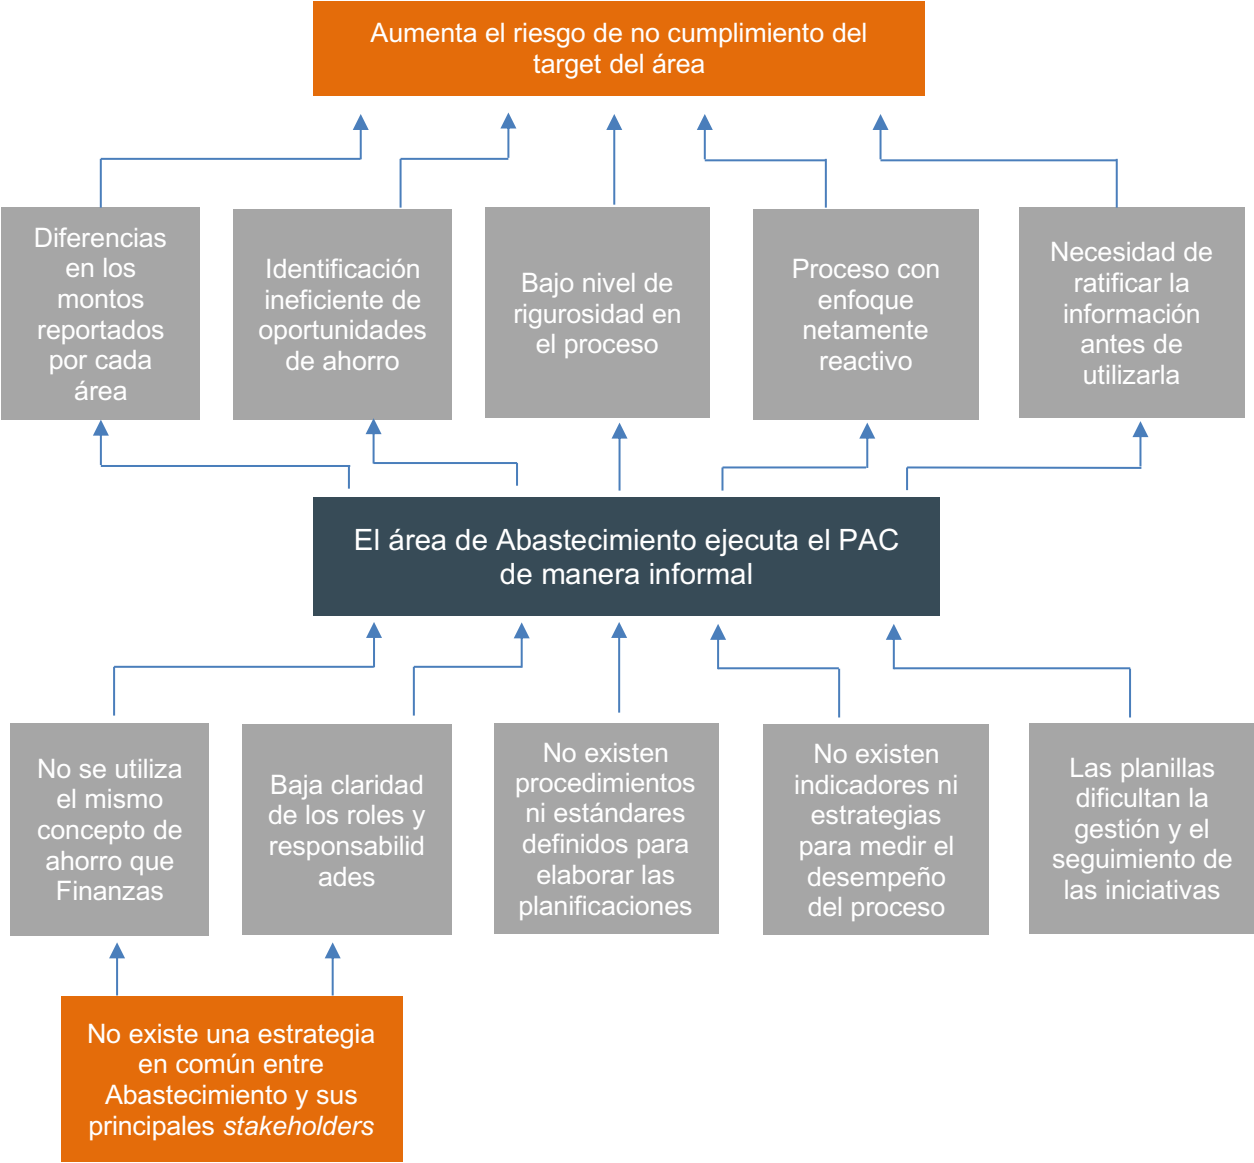 Aumenta el riesgo de no cumplimiento del
target del área
Diferencias
en los
montos
reportados
por cada
área
Identificación
ineficiente de
oportunidades
de ahorro
Bajo nivel de
rigurosidad en
el proceso
Proceso con
enfoque
netamente
reactivo
Necesidad de
ratificar la
información
antes de
utilizarla
El área de Abastecimiento ejecuta el PAC
de manera informal
No se utiliza
el mismo
concepto de
ahorro que
Finanzas
Baja claridad
de los roles y
responsabilid
ades
No existen
procedimientos
ni estándares
definidos para
elaborar las
planificaciones
No existen
indicadores ni
estrategias
para medir el
desempeño
del proceso
Las planillas
dificultan la
gestión y el
seguimiento de
las iniciativas
No existe una estrategia
en común entre
Abastecimiento y sus
principales stakeholders